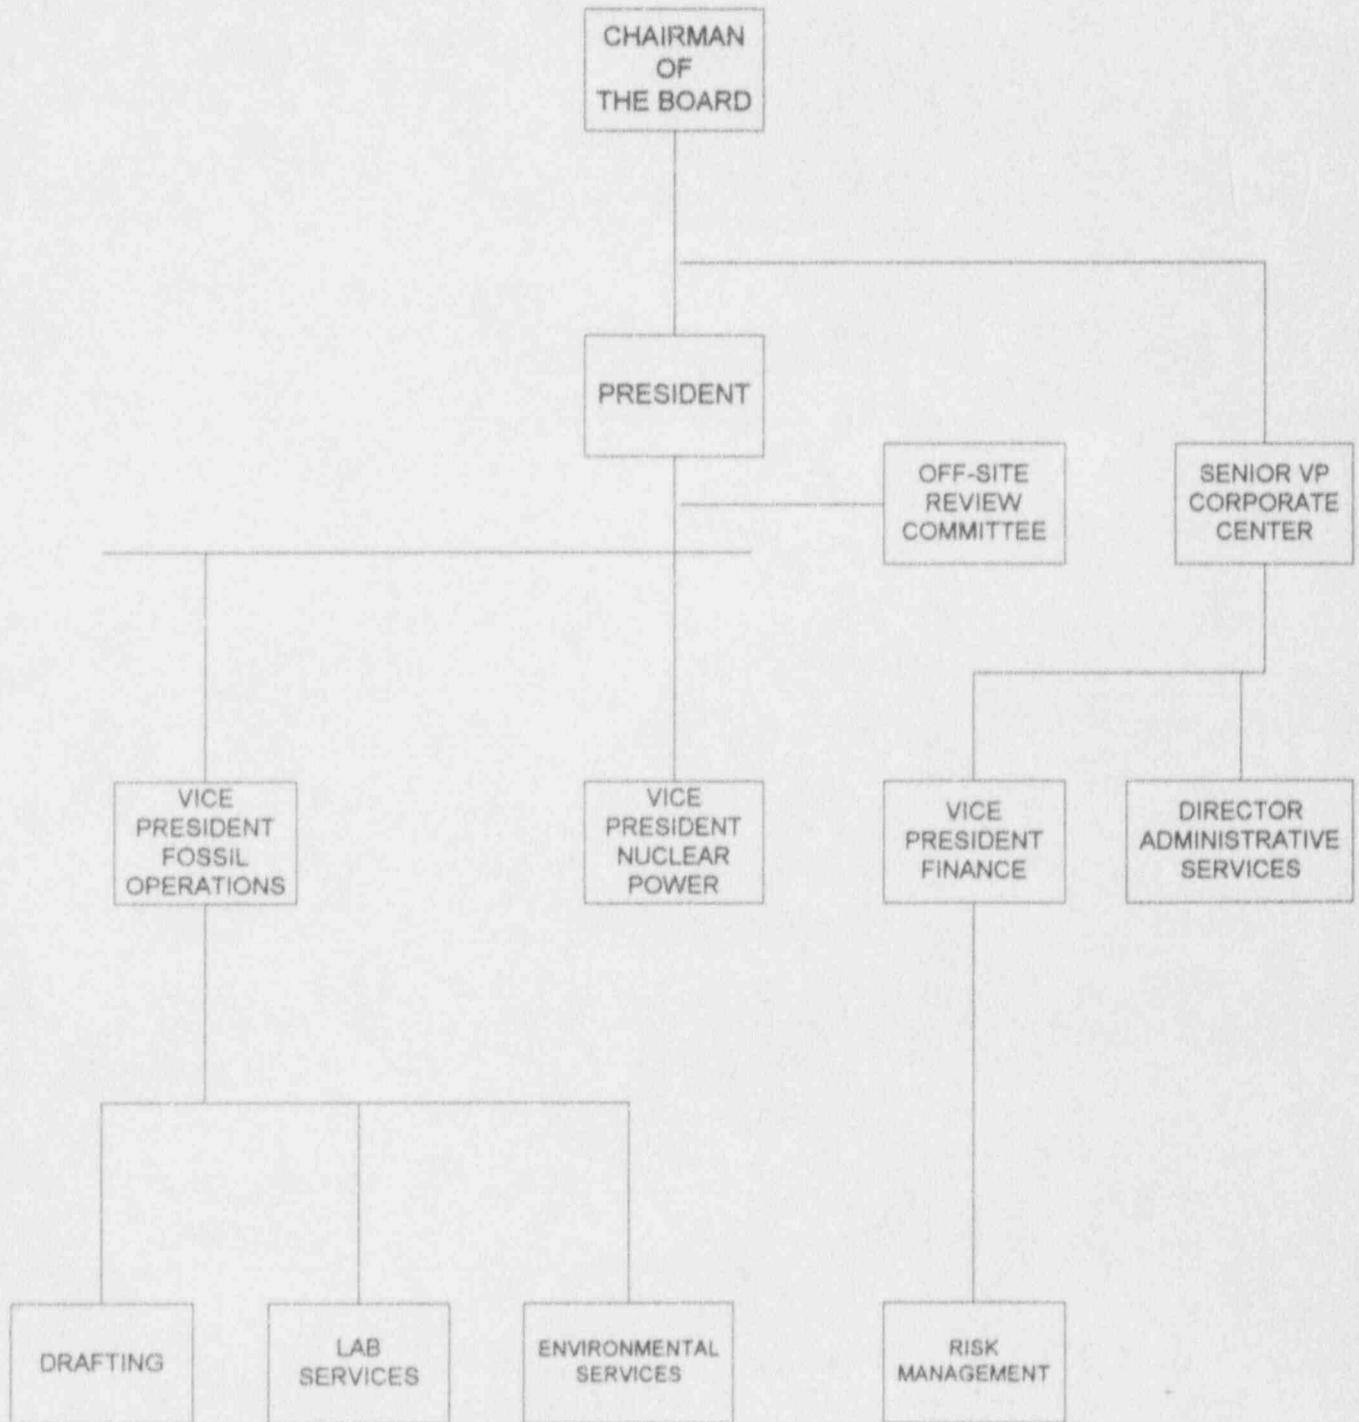 CHAIRMAN
OF
THE BOARD
PRESIDENT
OFF-SITE
REVIEW
COMMITTEE
SENIOR VP
CORPORATE
CENTER
VICE
PRESIDENT
FOSSIL
OPERATIONS
VICE
PRESIDENT
NUCLEAR
POWER
VICE
PRESIDENT
FINANCE
DIRECTOR
ADMINISTRATIVE
SERVICES
DRAFTING
LAB
SERVICES
ENVIRONMENTAL
SERVICES
RISK
MANAGEMENT